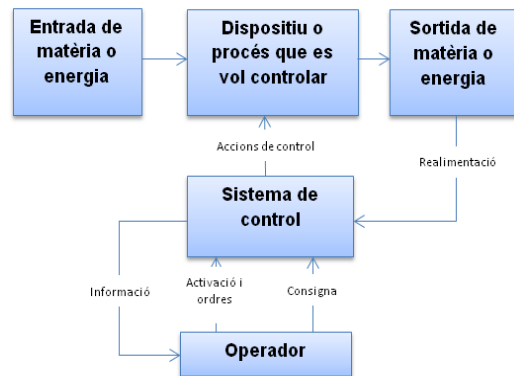 Entrada de
matèria o
energia
Dispositiu o
procés que es
vol controlar
Sortida de
matèria o
energia
Accions de control
Realimentació
Sistema de
control
Informació
Activació i
ordres
Consigna
Operador